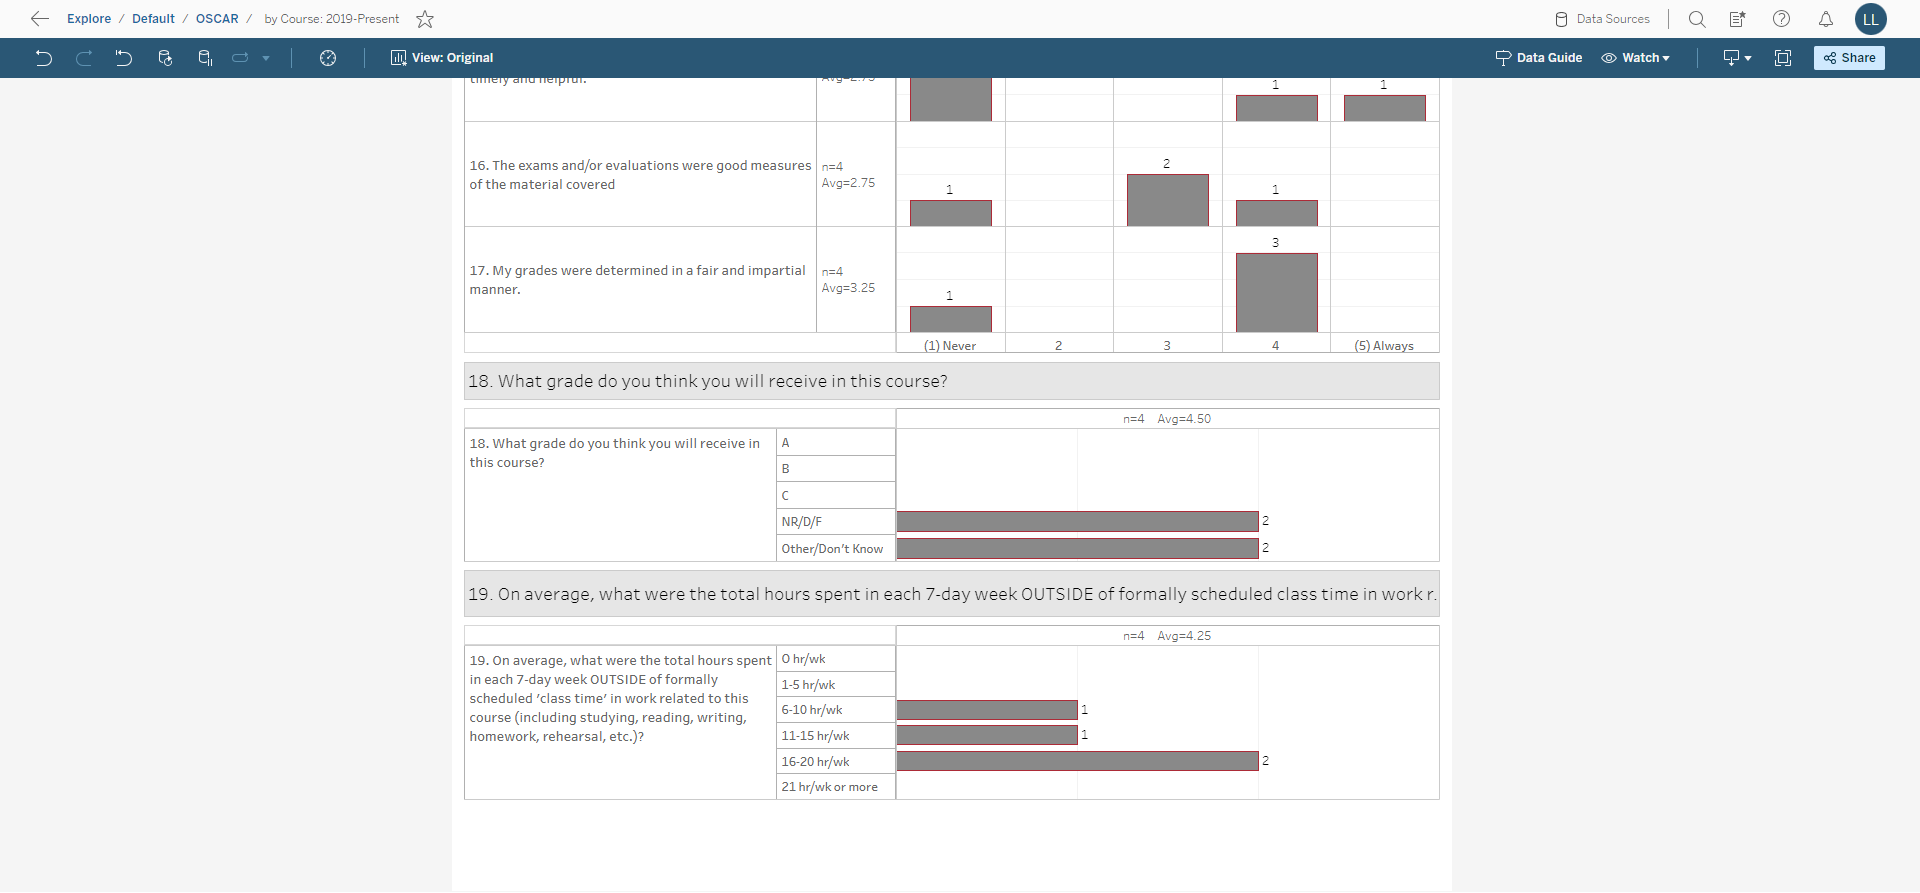 Explore / Default / OSCAR / by Course: 2019-Present
Data Sources
LL
View: Original
Data Guide
Watch
Share
timely and helpful.
Avg=2.75
1
1
16. The exams and/or evaluations were good measures
of the material covered
n=4
Avg=2.75
1
2
1
17. My grades were determined in a fair and impartial
manner.
n=4
Avg=3.25
1
3
(1) Never
2
3
4
(5) Always
18. What grade do you think you will receive in this course?
n=4 Avg=4.50
18. What grade do you think you will receive in
this course?
A
B
C
NR/D/F
2
Other/Don't Know
2
19. On average, what were the total hours spent in each 7-day week OUTSIDE of formally scheduled class time in work r.
n=4 Avg=4.25
19. On average, what were the total hours spent
in each 7-day week OUTSIDE of formally
scheduled ‘class time’ in work related to this
course (including studying, reading, writing,
homework, rehearsal, etc.)?
0 hr/wk
1-5 hr/wk
6-10 hr/wk
1
11-15 hr/wk
1
16-20 hr/wk
2
21 hr/wk or more